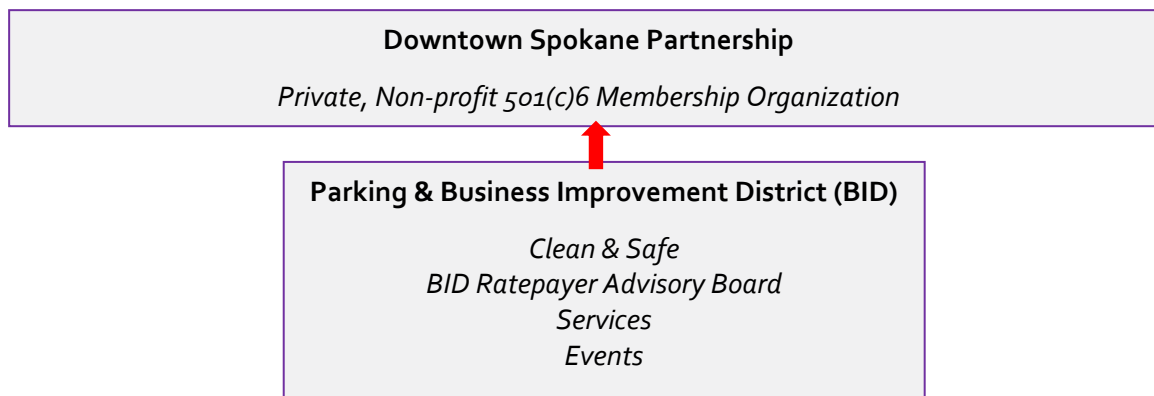 Downtown Spokane Partnership
Private, Non-profit 501(c)6 Membership Organization
Parking & Business Improvement District (BID)
Clean & Safe
BID Ratepayer Advisory Board
Services
Events